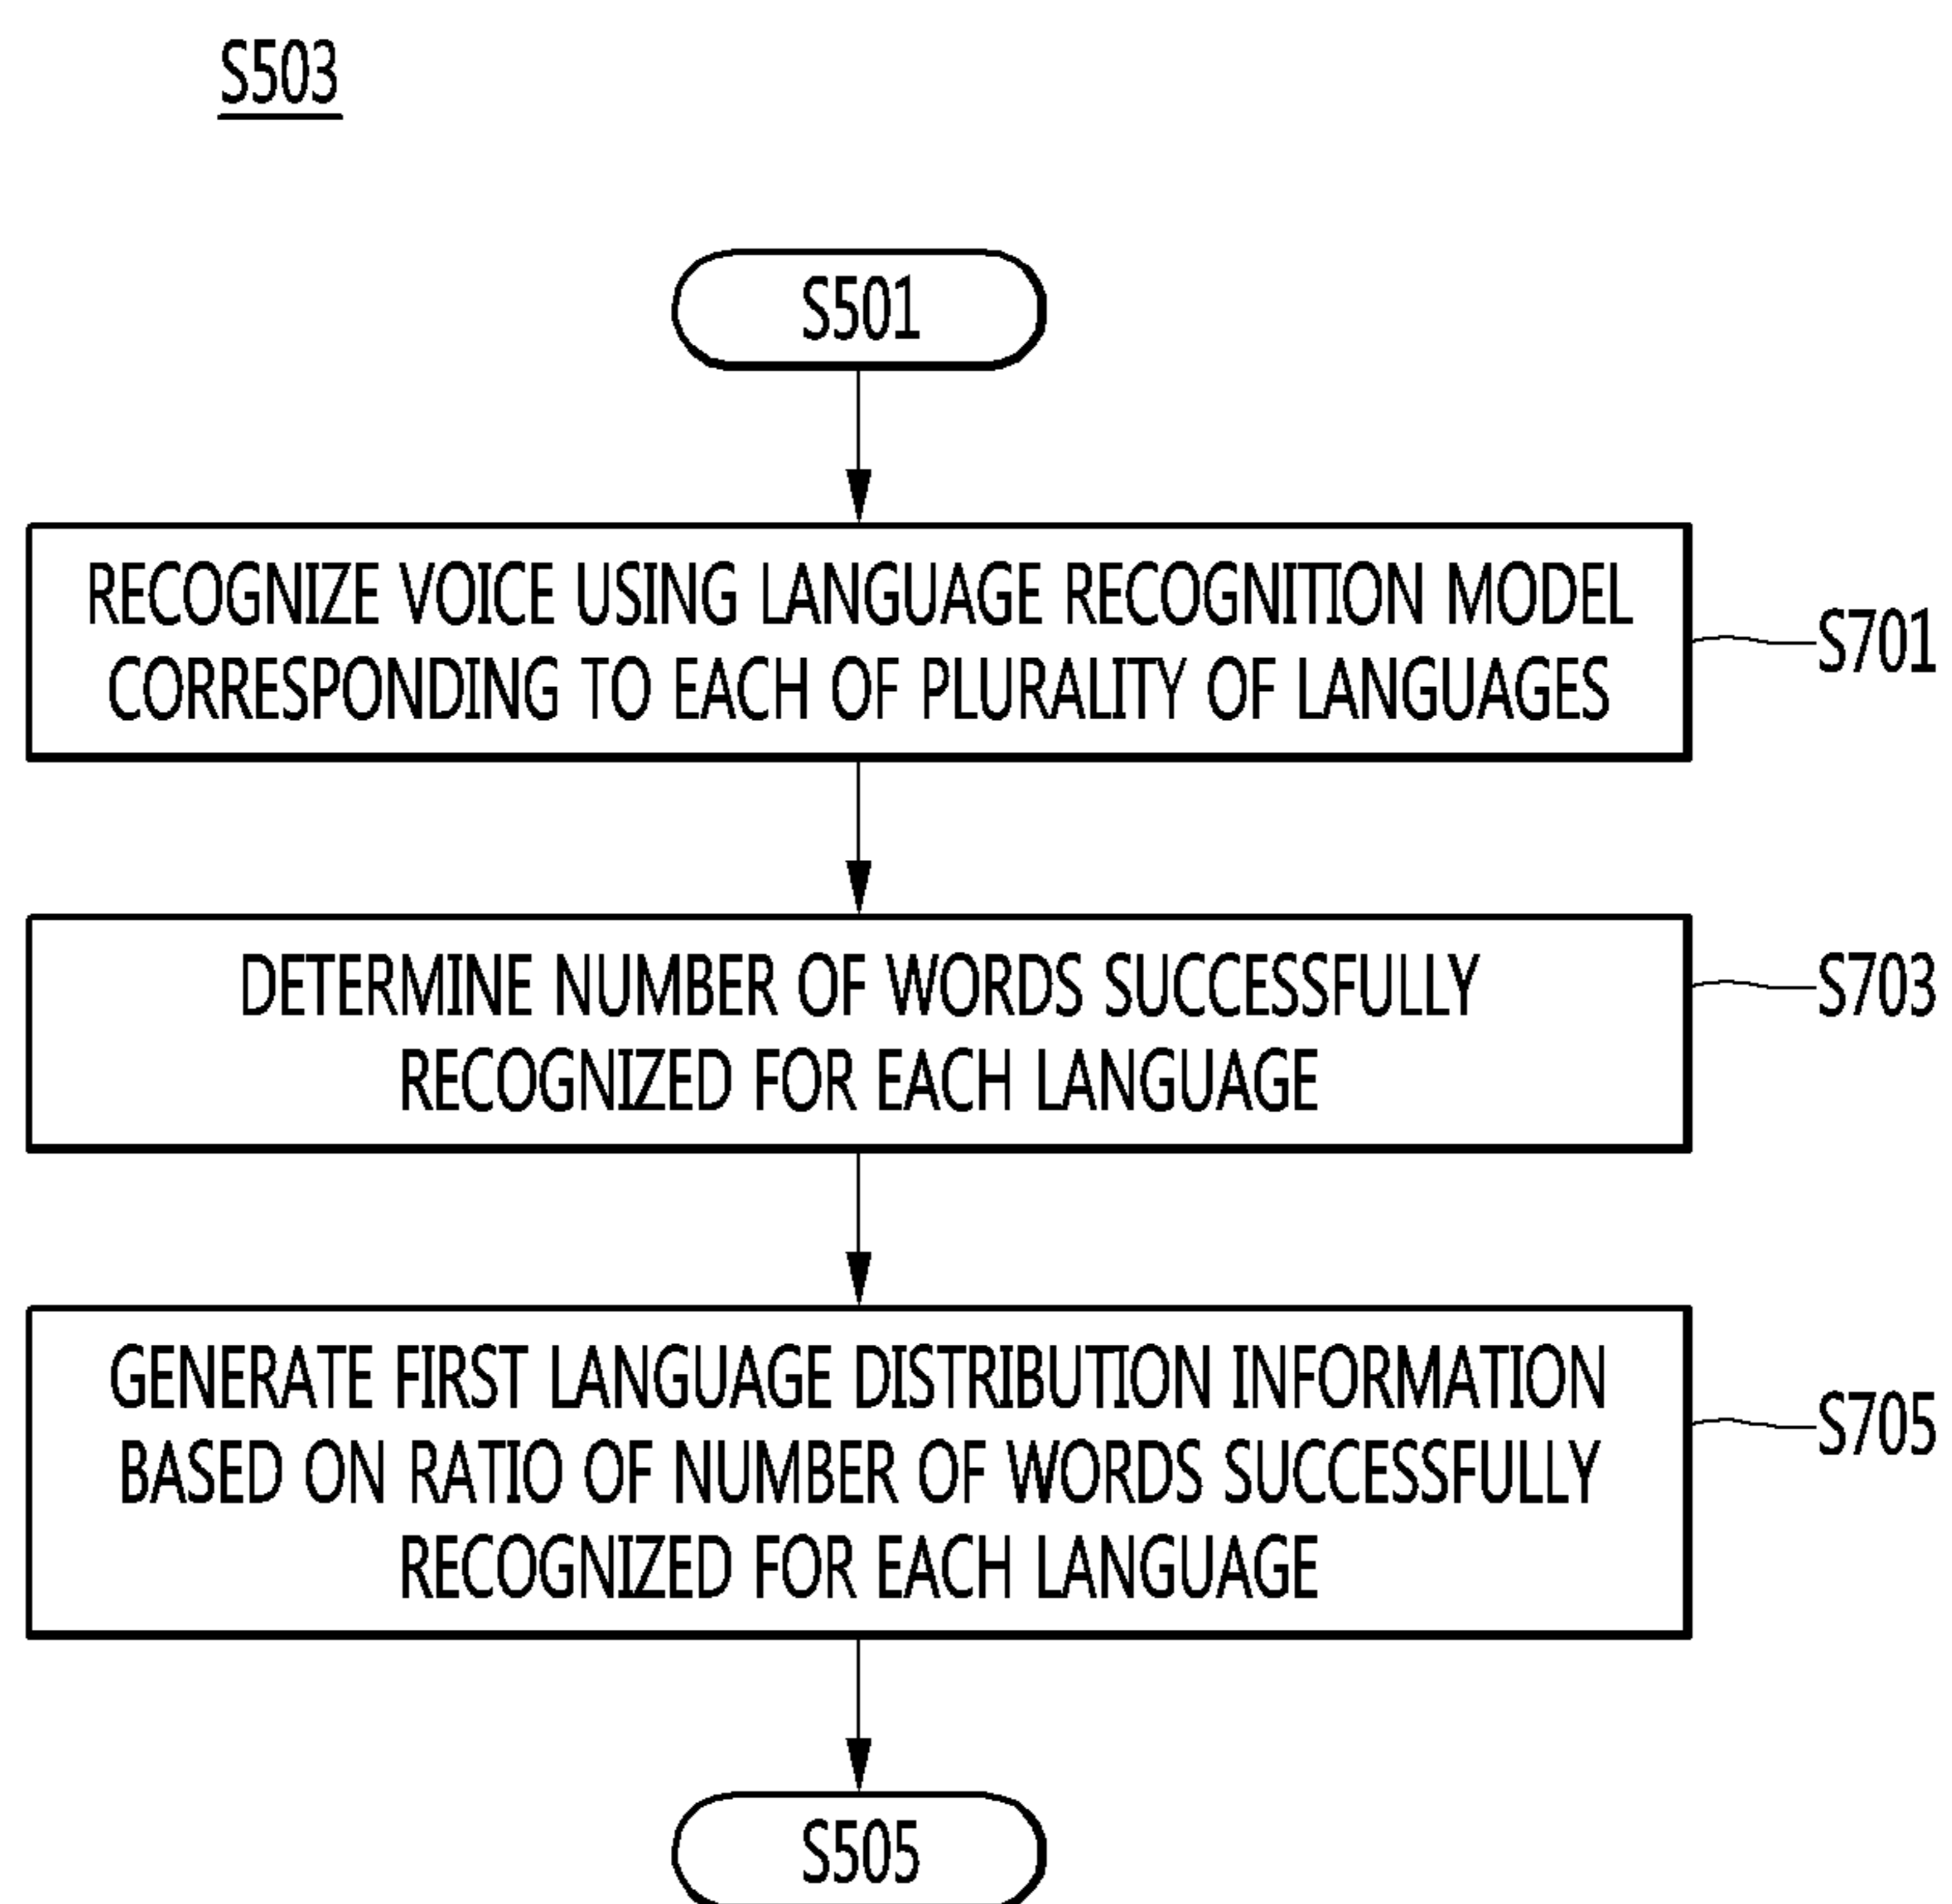 S503
S501
RECOGNIZE VOICE USING LANGUAGE RECOGNITION MODEL
CORRESPONDING TO EACH OF PLURALITY OF LANGUAGES
S701
DETERMINE NUMBER OF WORDS SUCCESSFULLY
RECOGNIZED FOR EACH LANGUAGE
S703
GENERATE FIRST LANGUAGE DISTRIBUTION INFORMATION
BASED ON RATIO OF NUMBER OF WORDS SUCCESSFULLY
RECOGNIZED FOR EACH LANGUAGE
S705
S505